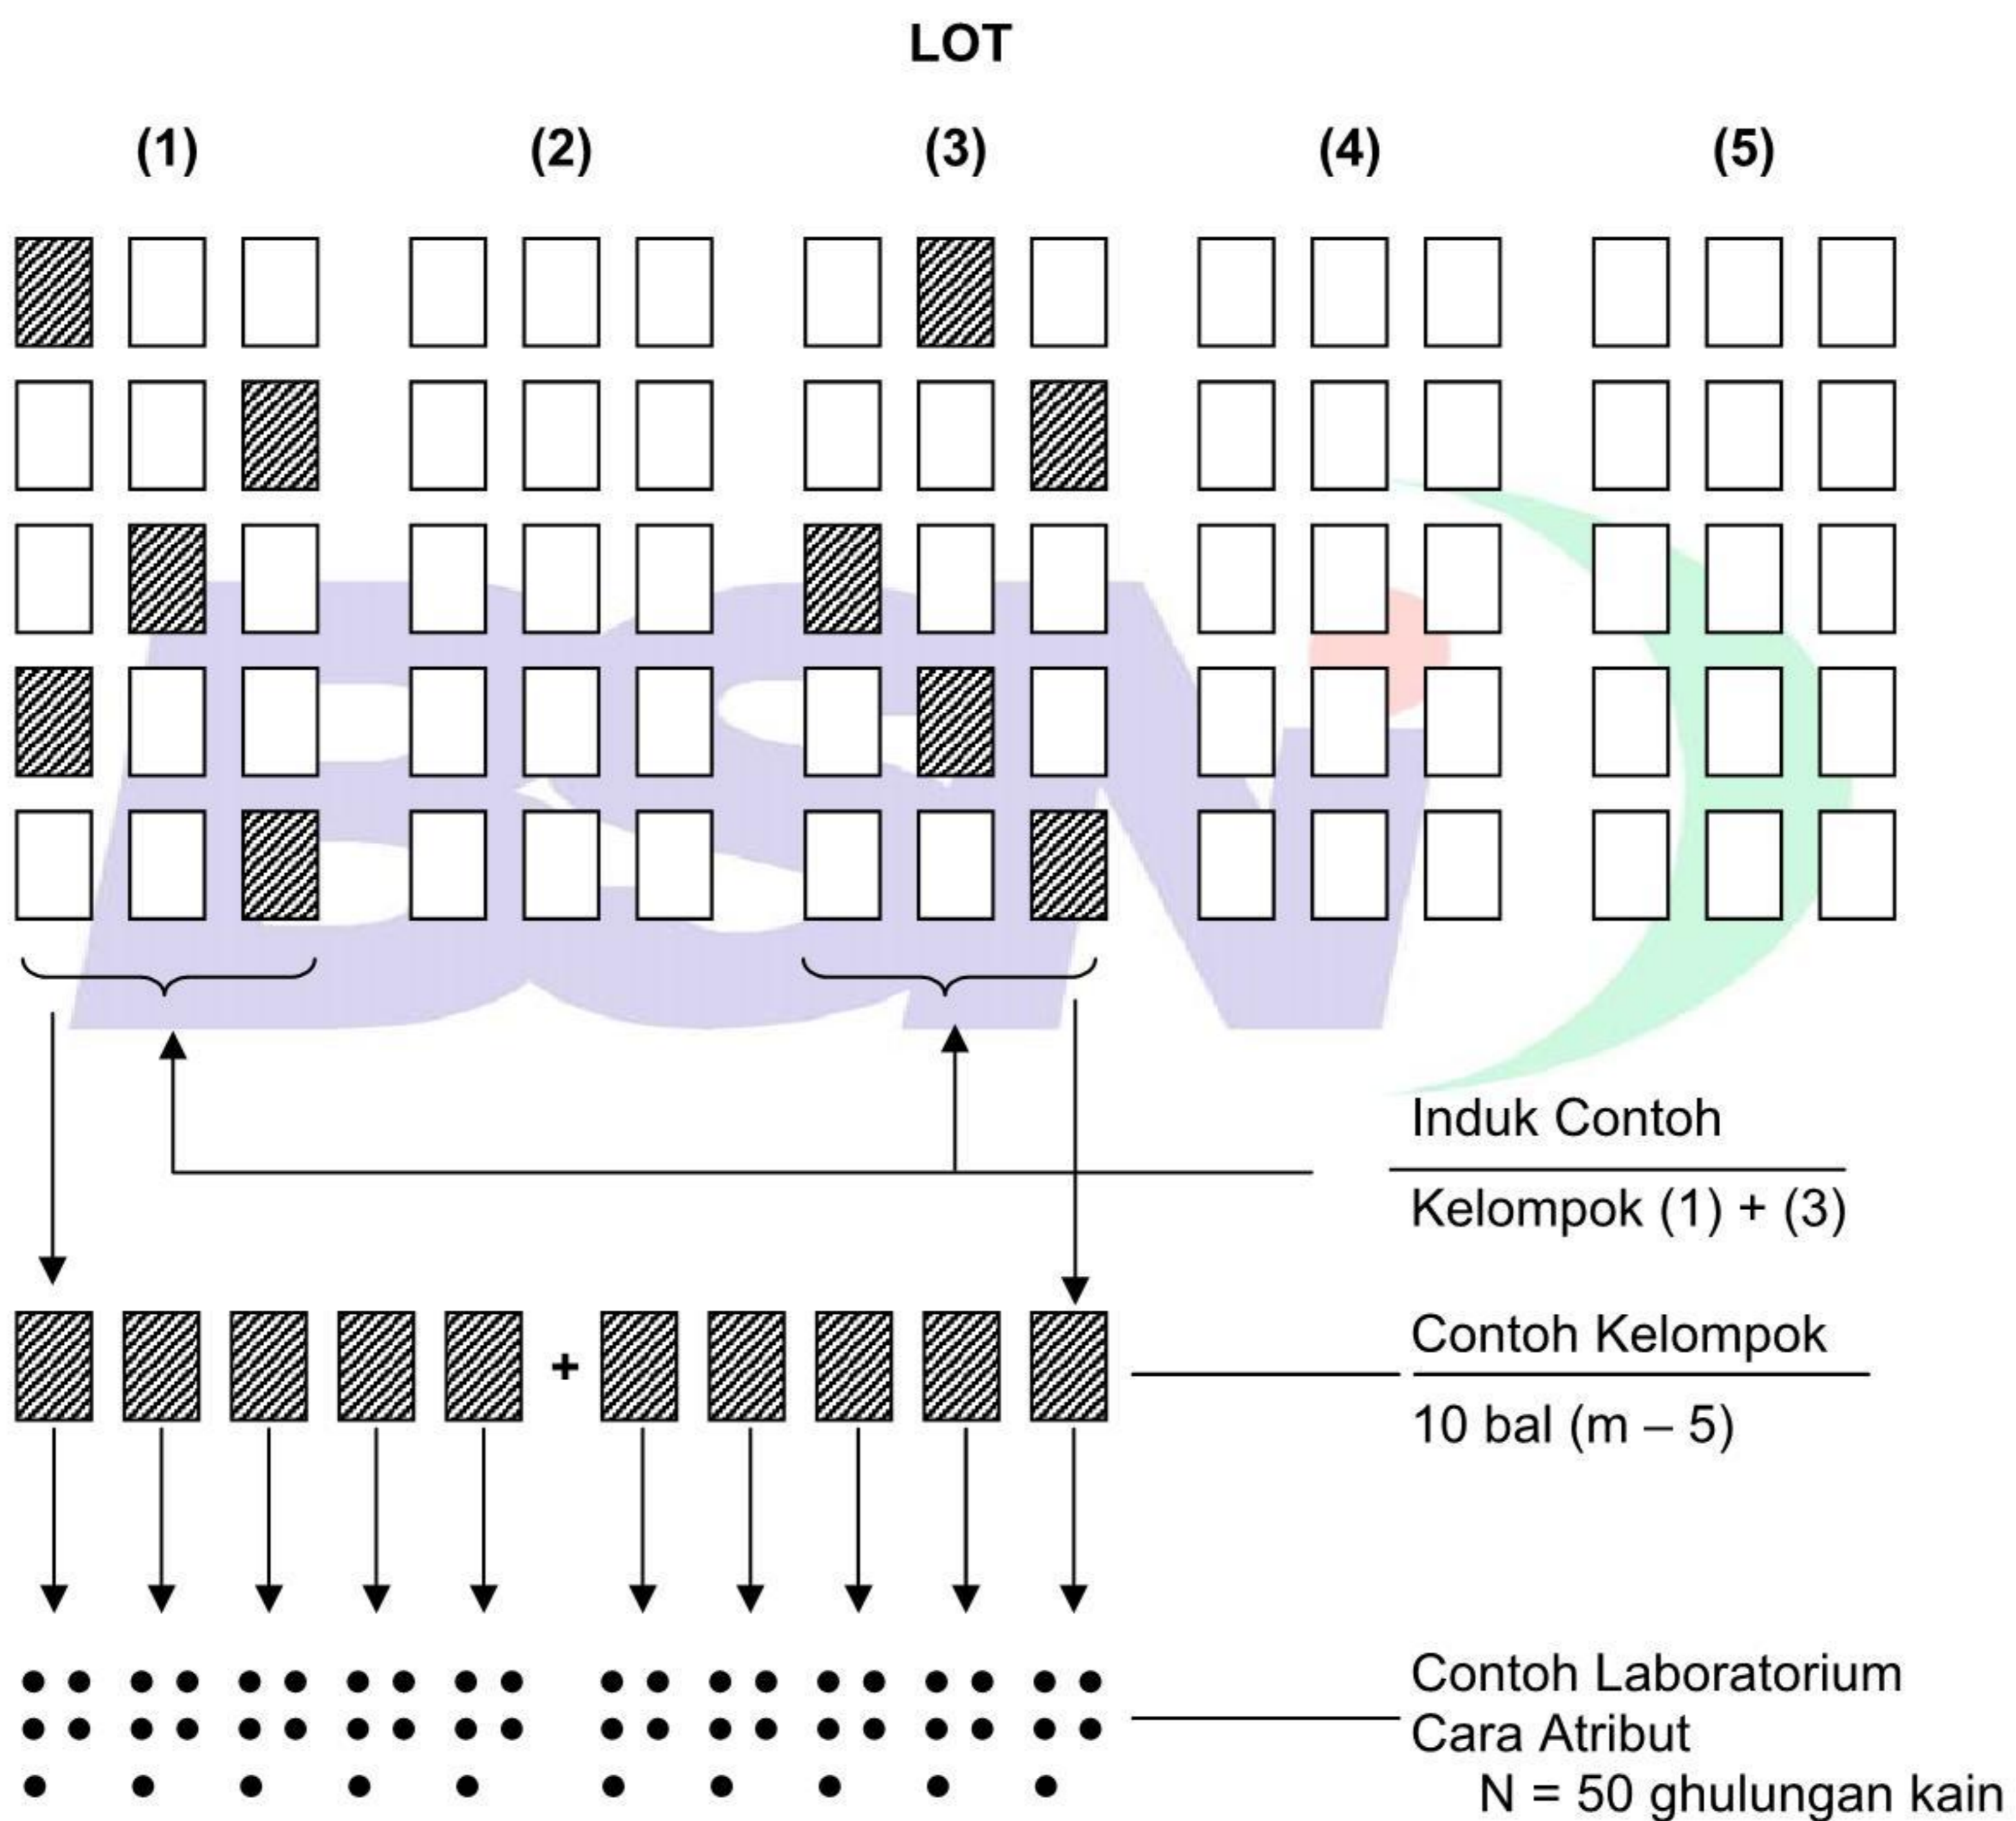 LOT
(1) (2) (3) (4) (5)
BSN
Induk Contoh
Kelompok (1) + (3)
+
Contoh Kelompok
10 bal (m – 5)
Contoh Laboratorium
Cara Atribut
N = 50 ghulungan kain